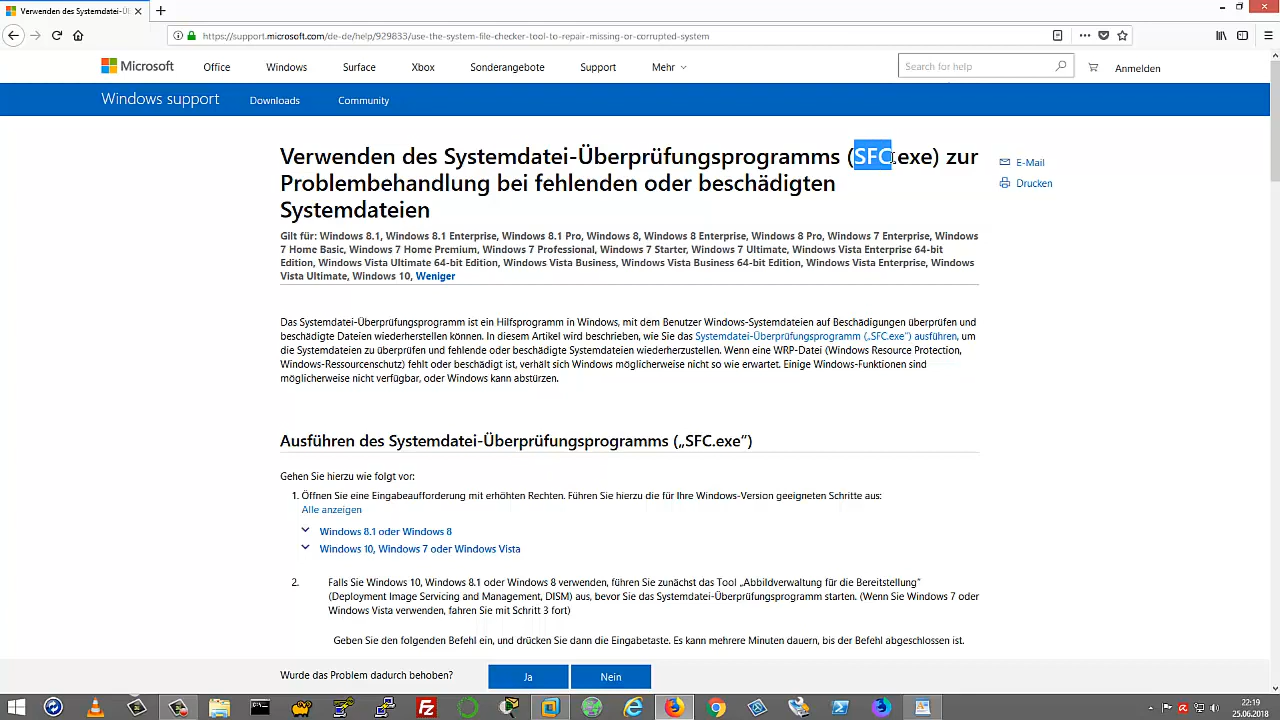 Verwenden des Systemdatei-Ü
https://support.microsoft.com/de-de/help/929833/use-the-system-file-checker-tool-to-repair-missing-or-corrupted-system
Microsoft Office Windows Surface Xbox Sonderangebote Support Mehr Search for help Anmelden
Windows support Downloads Community
Verwenden des Systemdatei-Überprüfungsprogramms (SFC.exe) zur
Problembehandlung bei fehlenden oder beschädigten
Systemdateien
E-Mail
Drucken
Gilt für: Windows 8.1, Windows 8.1 Enterprise, Windows 8.1 Pro, Windows 8, Windows 8 Enterprise, Windows 8 Pro, Windows 7 Enterprise, Windows
7 Home Basic, Windows 7 Home Premium, Windows 7 Professional, Windows 7 Starter, Windows 7 Ultimate, Windows Vista Enterprise 64-bit
Edition, Windows Vista Ultimate 64-bit Edition, Windows Vista Business, Windows Vista Business 64-bit Edition, Windows Vista Enterprise, Windows
Vista Ultimate, Windows 10, Weniger
Das Systemdatei-Überprüfungsprogramm ist ein Hilfsprogramm in Windows, mit dem Benutzer Windows-Systemdateien auf Beschädigungen überprüfen und
beschädigte Dateien wiederherstellen können. In diesem Artikel wird beschrieben, wie Sie das Systemdatei-Überprüfungsprogramm („SFC.exe“) ausführen, um
die Systemdateien zu überprüfen und fehlende oder beschädigte Systemdateien wiederherzustellen. Wenn eine WRP-Datei (Windows Resource Protection,
Windows-Ressourcenschutz) fehlt oder beschädigt ist, verhält sich Windows möglicherweise nicht so wie erwartet. Einige Windows-Funktionen sind
möglicherweise nicht verfügbar, oder Windows kann abstürzen.
Ausführen des Systemdatei-Überprüfungsprogramms („SFC.exe“)
Gehen Sie hierzu wie folgt vor:
1. Öffnen Sie eine Eingabeaufforderung mit erhöhten Rechten. Führen Sie hierzu die für Ihre Windows-Version geeigneten Schritte aus:
Alle anzeigen
Windows 8.1 oder Windows 8
Windows 10, Windows 7 oder Windows Vista
2. Falls Sie Windows 10, Windows 8.1 oder Windows 8 verwenden, führen Sie zunächst das Tool „Abbildverwaltung für die Bereitstellung“
(Deployment Image Servicing and Management, DISM) aus, bevor Sie das Systemdatei-Überprüfungsprogramm starten. (Wenn Sie Windows 7 oder
Windows Vista verwenden, fahren Sie mit Schritt 3 fort)
Geben Sie den folgenden Befehl ein, und drücken Sie dann die Eingabetaste. Es kann mehrere Minuten dauern, bis der Befehl abgeschlossen ist.
Wurde das Problem dadurch behoben? Ja Nein
22:19
25.06.2018